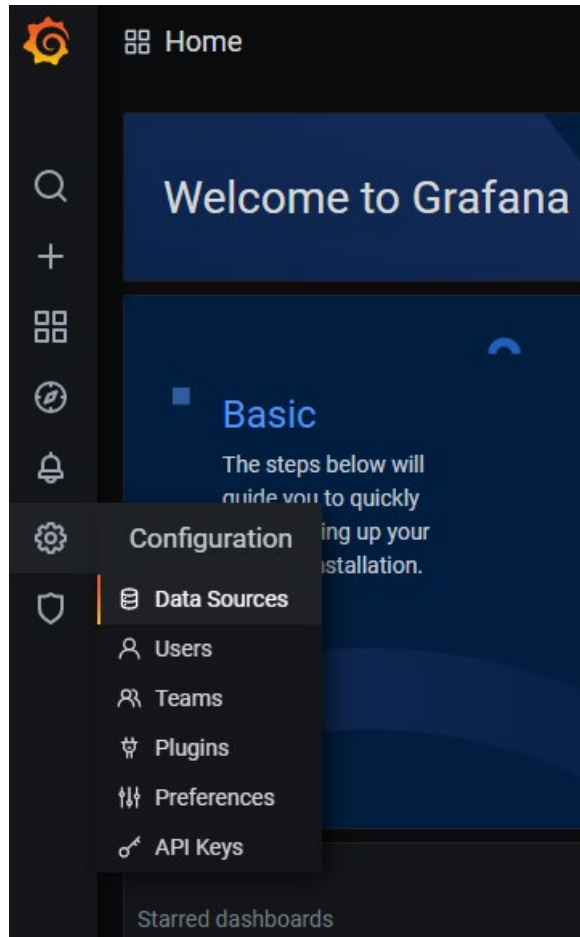 Home
Welcome to Grafana
Basic
The steps below will
guide you to quickly
ing up your
stallation.
Configuration
Data Sources
Users
Teams
Plugins
Preferences
API Keys
Starred dashboards